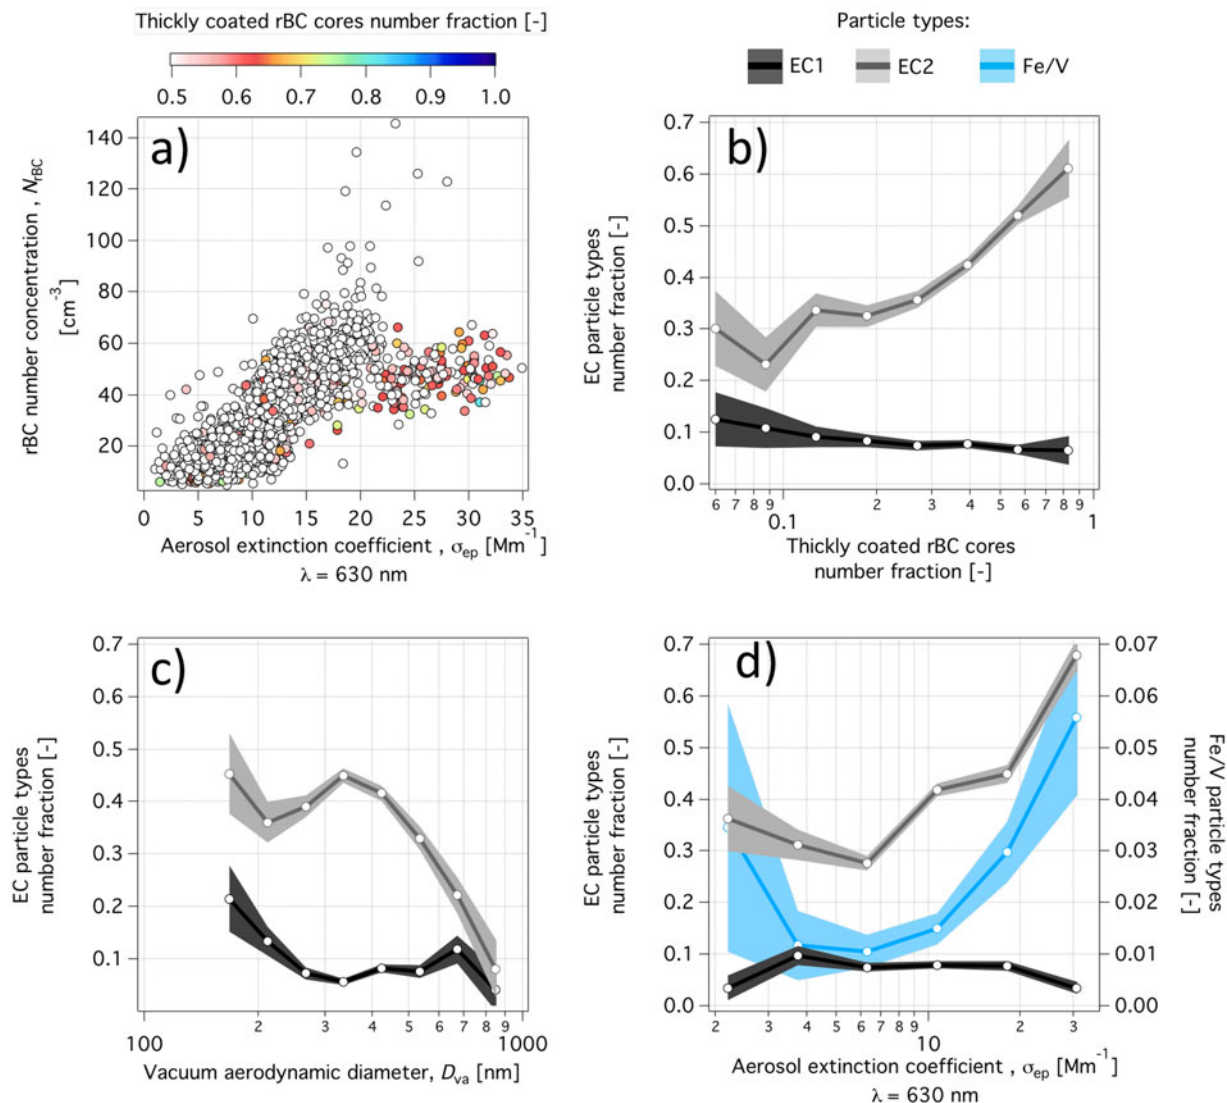 Thickly coated rBC cores number fraction [-]
0.5 0.6 0.7 0.8 0.9 1.0
Particle types:
EC1 EC2 Fe/V
a)
rBC number concentration , NrBC
[cm⁻³]
140
120
100
80
60
40
20
0 5 10 15 20 25 30 35
Aerosol extinction coefficient , σep [Mm⁻¹]
λ = 630 nm
b)
EC particle types
number fraction [-]
0.7
0.6
0.5
0.4
0.3
0.2
0.1
0.0
6 7 8 9 0.1 2 3 4 5 6 7 8 9 1
Thickly coated rBC cores
number fraction [-]
c)
EC particle types
number fraction [-]
0.7
0.6
0.5
0.4
0.3
0.2
0.1
100 2 3 4 5 6 7 8 9 1000
Vacuum aerodynamic diameter, Dva [nm]
d)
EC particle types
number fraction [-]
0.7
0.6
0.5
0.4
0.3
0.2
0.1
0.0
0.07
0.06
0.05
0.04
0.03
0.02
0.01
0.00
Fe/V particle types
number fraction [-]
2 3 4 5 6 7 8 9 10 2 3
Aerosol extinction coefficient , σep [Mm⁻¹]
λ = 630 nm